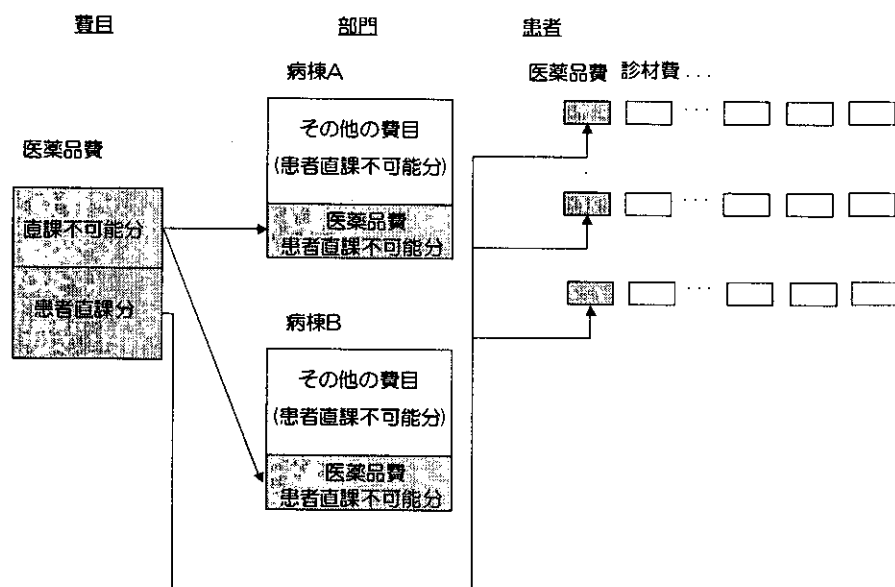 費目
部門
患者
病棟A
医薬品費 診材費...
その他の費目
(患者直課不可能分)
医薬品費
患者直課不可能分
医薬品費
直課不可能分
患者直課分
病棟B
その他の費目
(患者直課不可能分)
医薬品費
患者直課不可能分